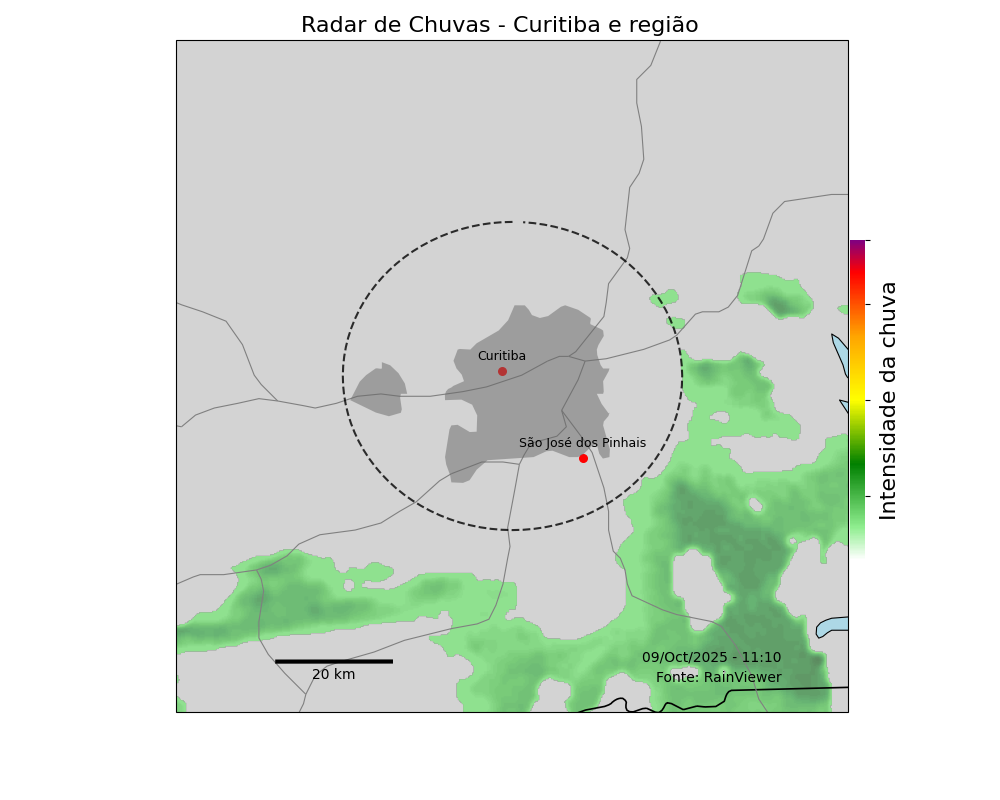 Radar de Chuvas - Curitiba e região
Curitiba
São José dos Pinhais
Intensidade da chuva
09/Oct/2025 - 11:10
Fonte: RainViewer
20 km